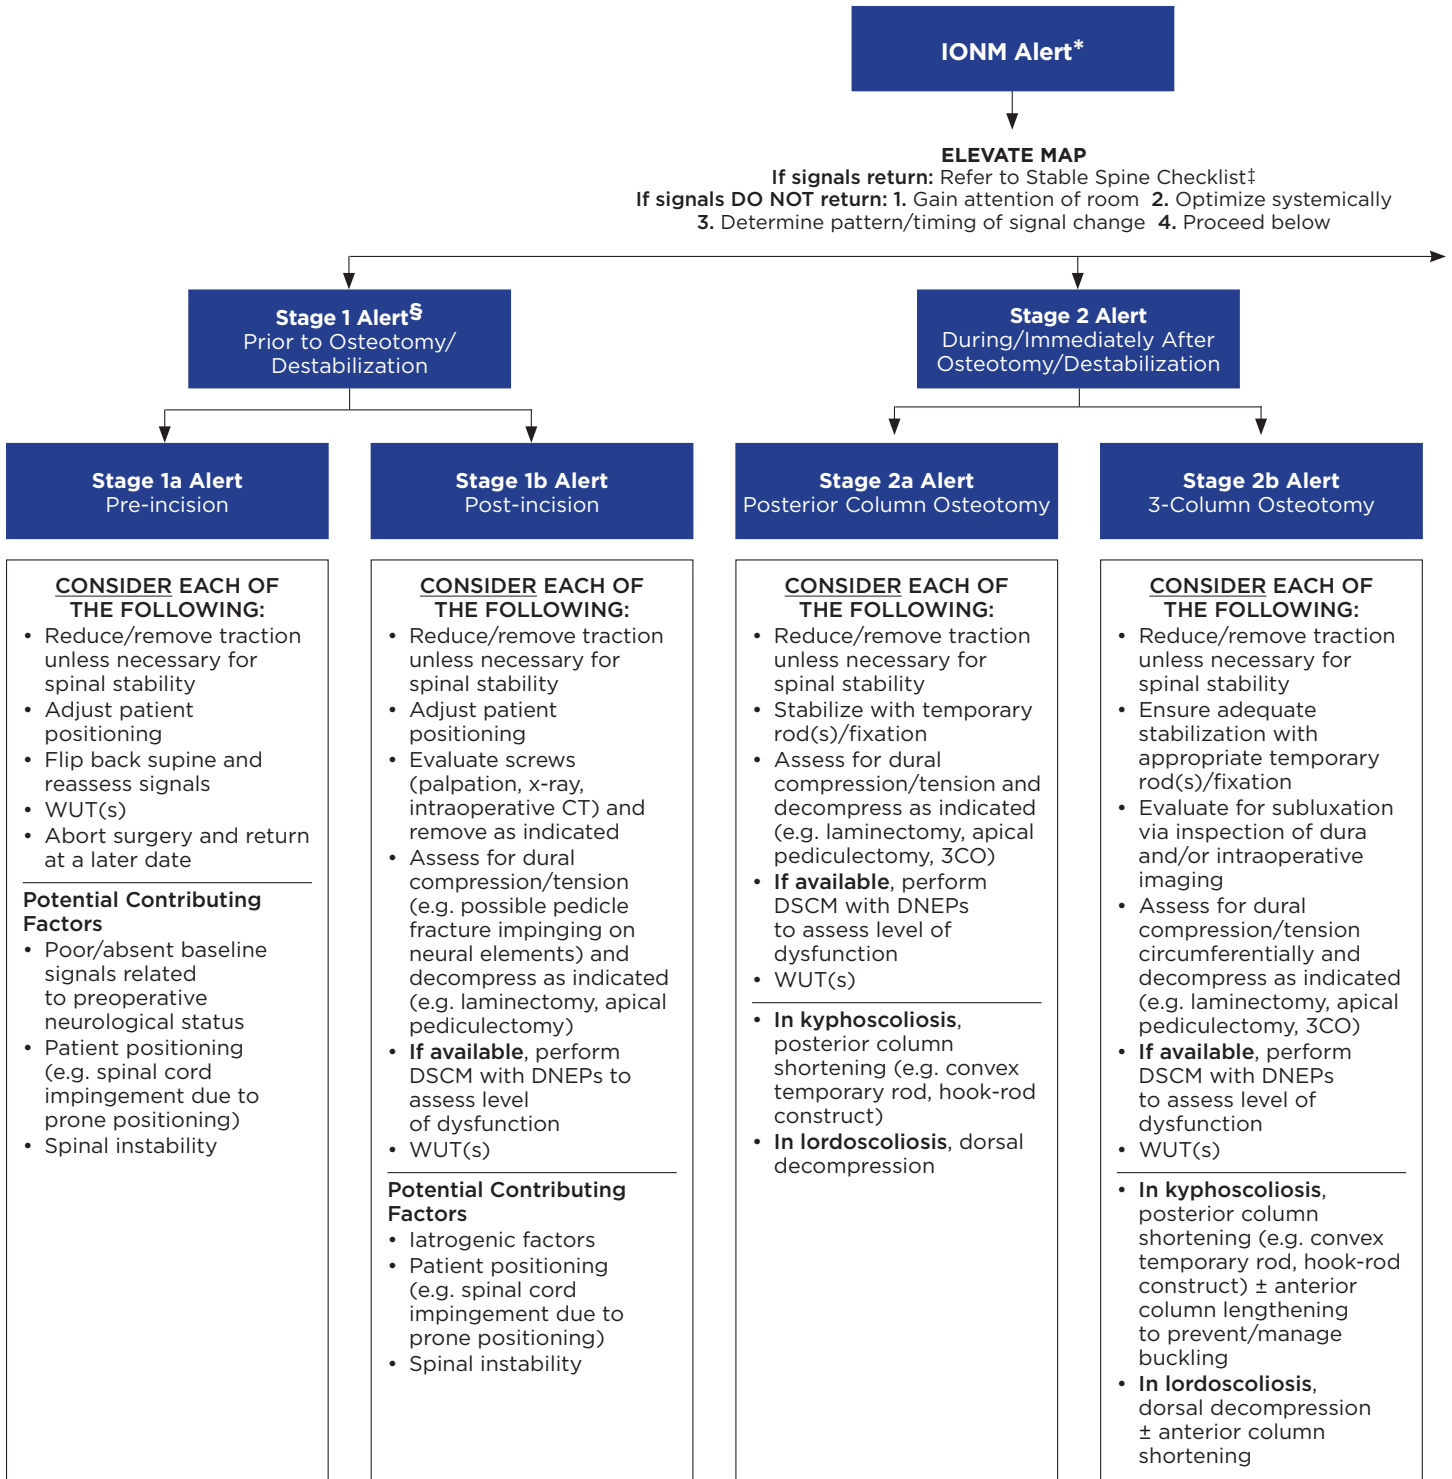 IONM Alert*
ELEVATE MAP
If signals return: Refer to Stable Spine Checklist‡
If signals DO NOT return: 1. Gain attention of room 2. Optimize systemically
3. Determine pattern/timing of signal change 4. Proceed below
Stage 1 Alert§
Prior to Osteotomy/
Destabilization
Stage 2 Alert
During/Immediately After
Osteotomy/Destabilization
Stage 1a Alert
Pre-incision
Stage 1b Alert
Post-incision
Stage 2a Alert
Posterior Column Osteotomy
Stage 2b Alert
3-Column Osteotomy
CONSIDER EACH OF
THE FOLLOWING:
• Reduce/remove traction
unless necessary for
spinal stability
• Adjust patient
positioning
• Flip back supine and
reassess signals
• WUT(s)
• Abort surgery and return
at a later date
Potential Contributing
Factors
• Poor/absent baseline
signals related
to preoperative
neurological status
• Patient positioning
(e.g. spinal cord
impingement due to
prone positioning)
• Spinal instability
CONSIDER EACH OF
THE FOLLOWING:
• Reduce/remove traction
unless necessary for
spinal stability
• Adjust patient
positioning
• Evaluate screws
(palpation, x-ray,
intraoperative CT) and
remove as indicated
• Assess for dural
compression/tension
(e.g. possible pedicle
fracture impinging on
neural elements) and
decompress as indicated
(e.g. laminectomy, apical
pediculectomy)
• If available, perform
DSCM with DNEPs to
assess level
of dysfunction
• WUT(s)
Potential Contributing
Factors
• Iatrogenic factors
• Patient positioning
(e.g. spinal cord
impingement due to
prone positioning)
• Spinal instability
CONSIDER EACH OF
THE FOLLOWING:
• Reduce/remove traction
unless necessary for
spinal stability
• Stabilize with temporary
rod(s)/fixation
• Assess for dural
compression/tension and
decompress as indicated
(e.g. laminectomy, apical
pediculectomy, 3CO)
• If available, perform
DSCM with DNEPs
to assess level of
dysfunction
• WUT(s)
• In kyphoscoliosis,
posterior column
shortening (e.g. convex
temporary rod, hook-rod
construct)
• In lordoscoliosis, dorsal
decompression
CONSIDER EACH OF
THE FOLLOWING:
• Reduce/remove traction
unless necessary for
spinal stability
• Ensure adequate
stabilization with
appropriate temporary
rod(s)/fixation
• Evaluate for subluxation
via inspection of dura
and/or intraoperative
imaging
• Assess for dural
compression/tension
circumferentially and
decompress as indicated
(e.g. laminectomy, apical
pediculectomy, 3CO)
• If available, perform
DSCM with DNEPs
to assess level of
dysfunction
• WUT(s)
• In kyphoscoliosis,
posterior column
shortening (e.g. convex
temporary rod, hook-rod
construct) ± anterior
column lengthening
to prevent/manage
buckling
• In lordoscoliosis,
dorsal decompression
± anterior column
shortening